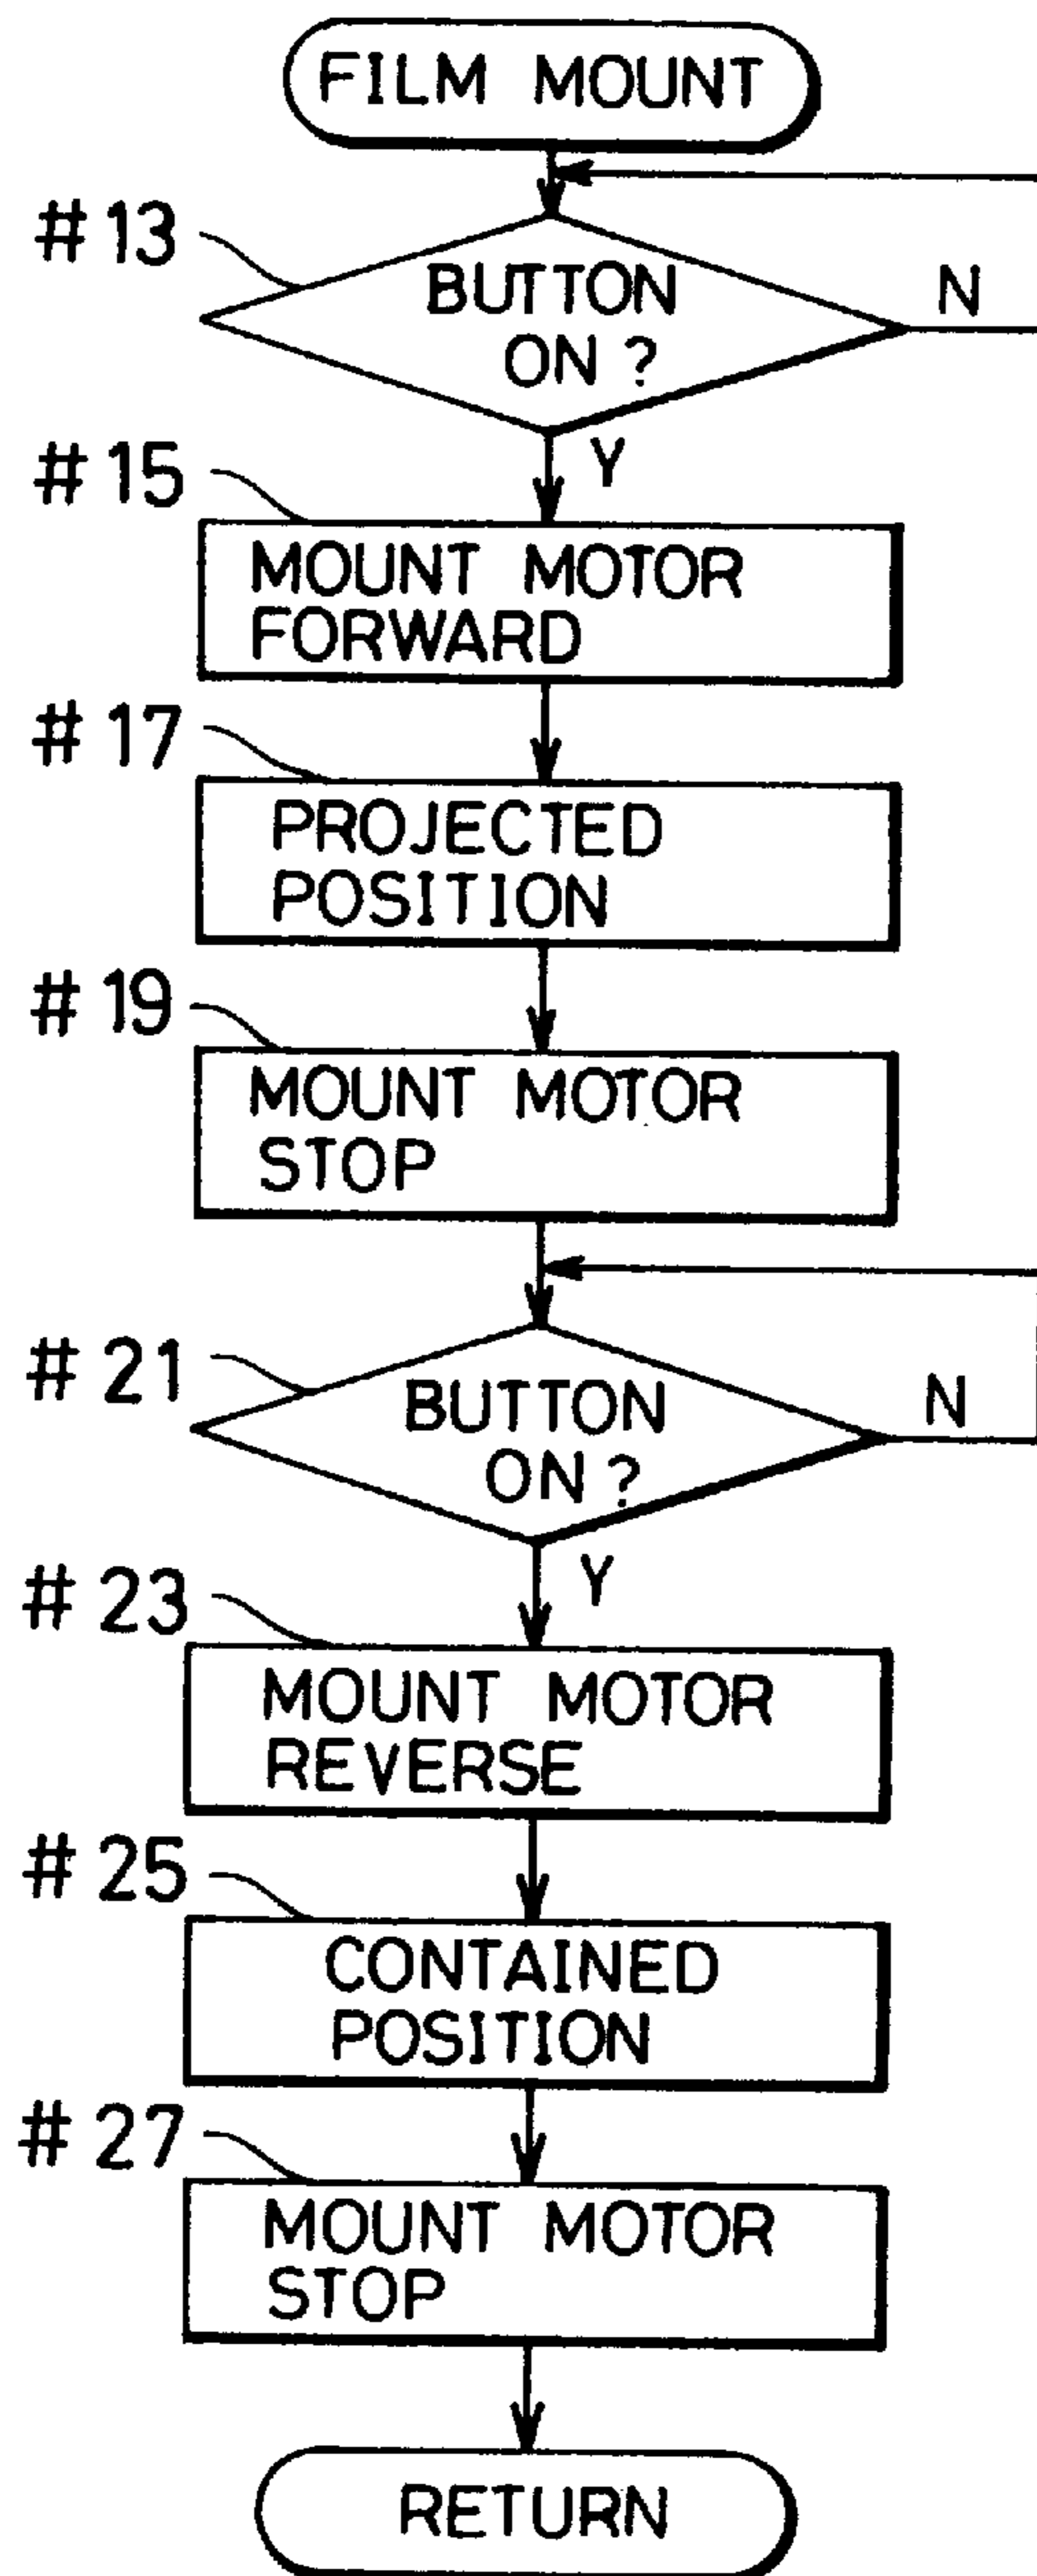 FILM MOUNT
#13
BUTTON
ON?
N
Y
#15
MOUNT MOTOR
FORWARD
#17
PROJECTED
POSITION
#19
MOUNT MOTOR
STOP
#21
BUTTON
ON?
N
Y
#23
MOUNT MOTOR
REVERSE
#25
CONTAINED
POSITION
#27
MOUNT MOTOR
STOP
RETURN